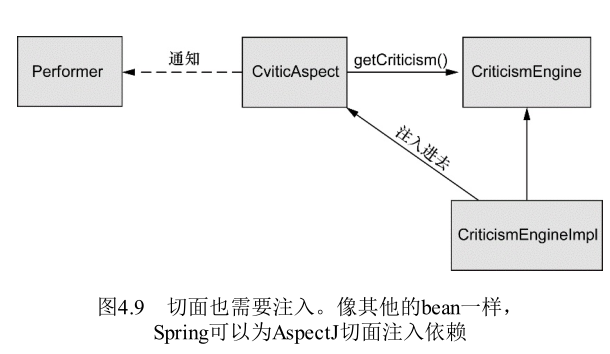 通知
getCriticism()
Performer
CviticAspect
CriticismEngine
注入进去
CriticismEngineImpl
图4.9 切面也需要注入。像其他的bean一样，
Spring可以为AspectJ切面注入依赖